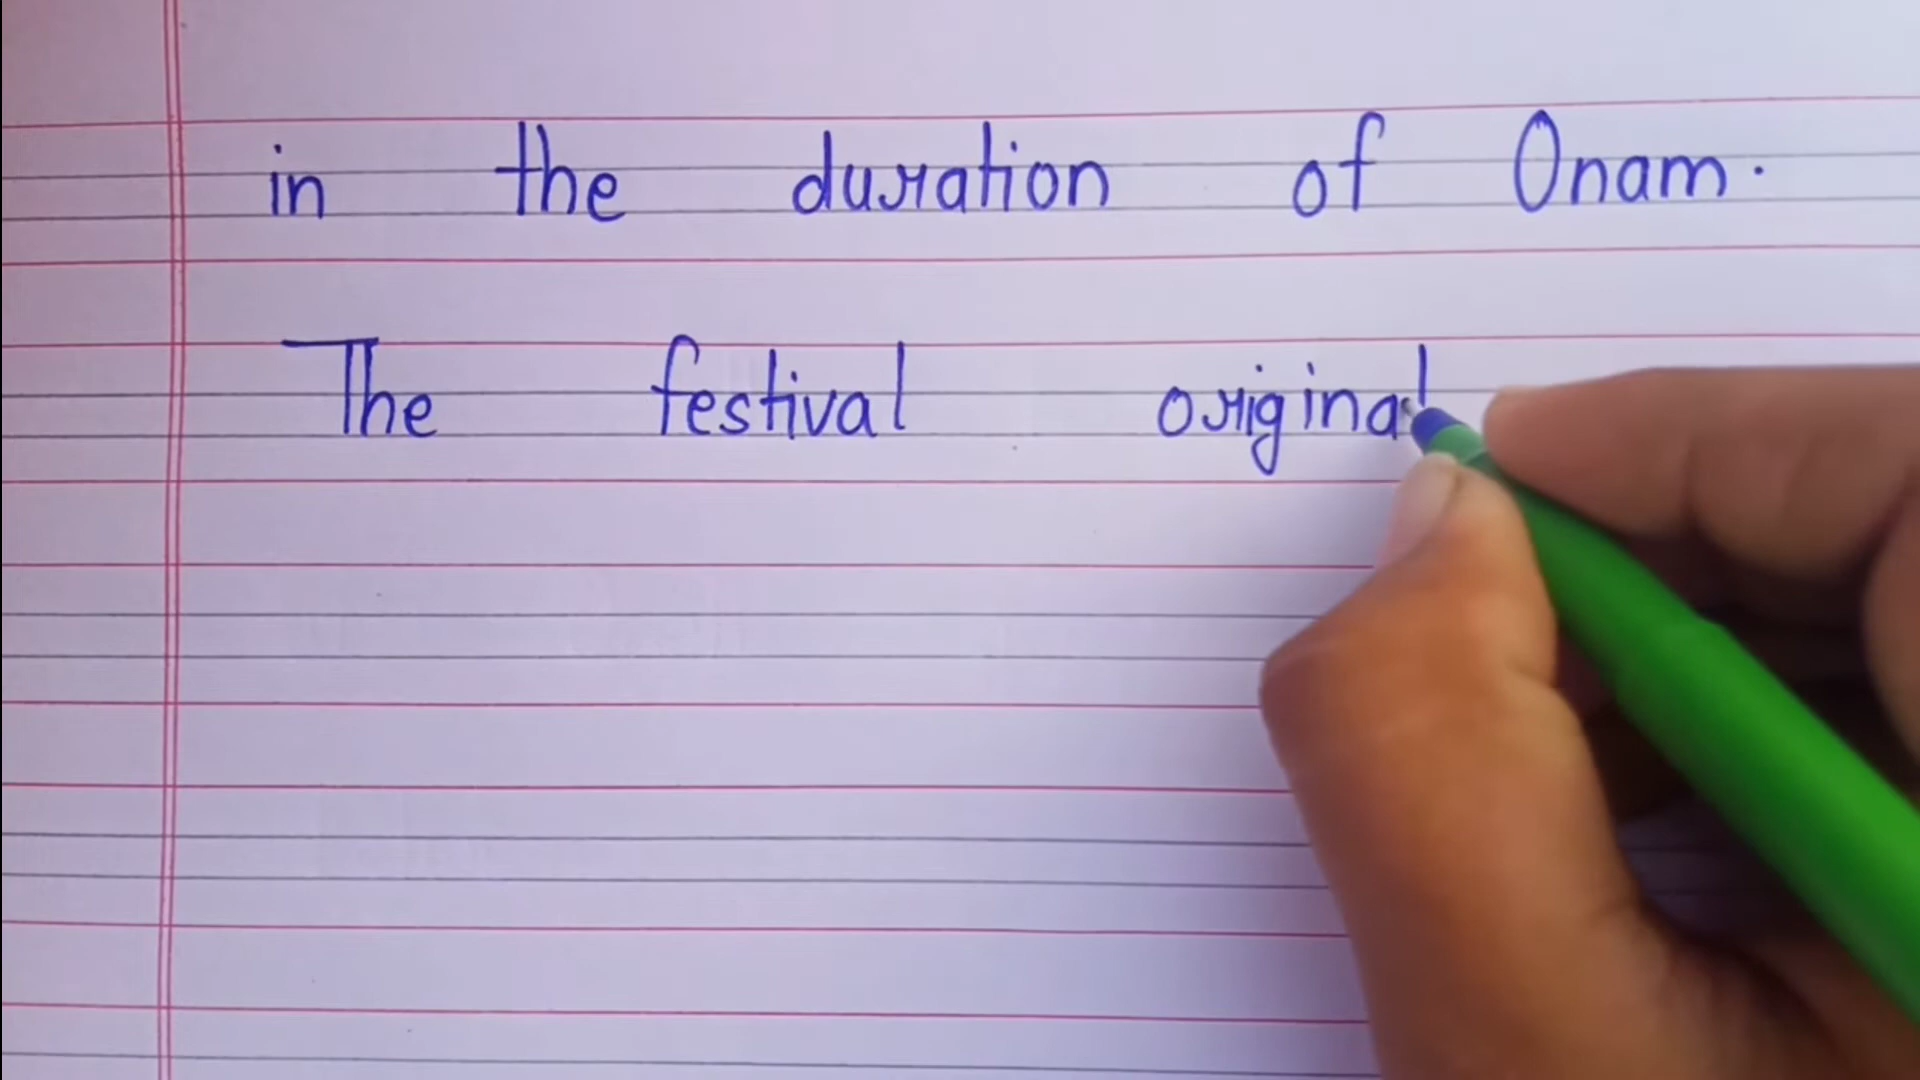 in the duration of Onam.
The festival original